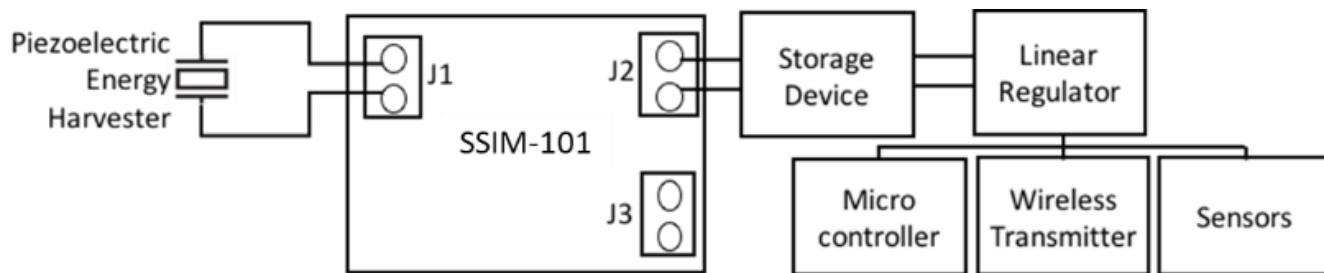 Piezoelectric
Energy
Harvester
J1
SSIM-101
J2
J3
Storage
Device
Linear
Regulator
Micro
controller
Wireless
Transmitter
Sensors